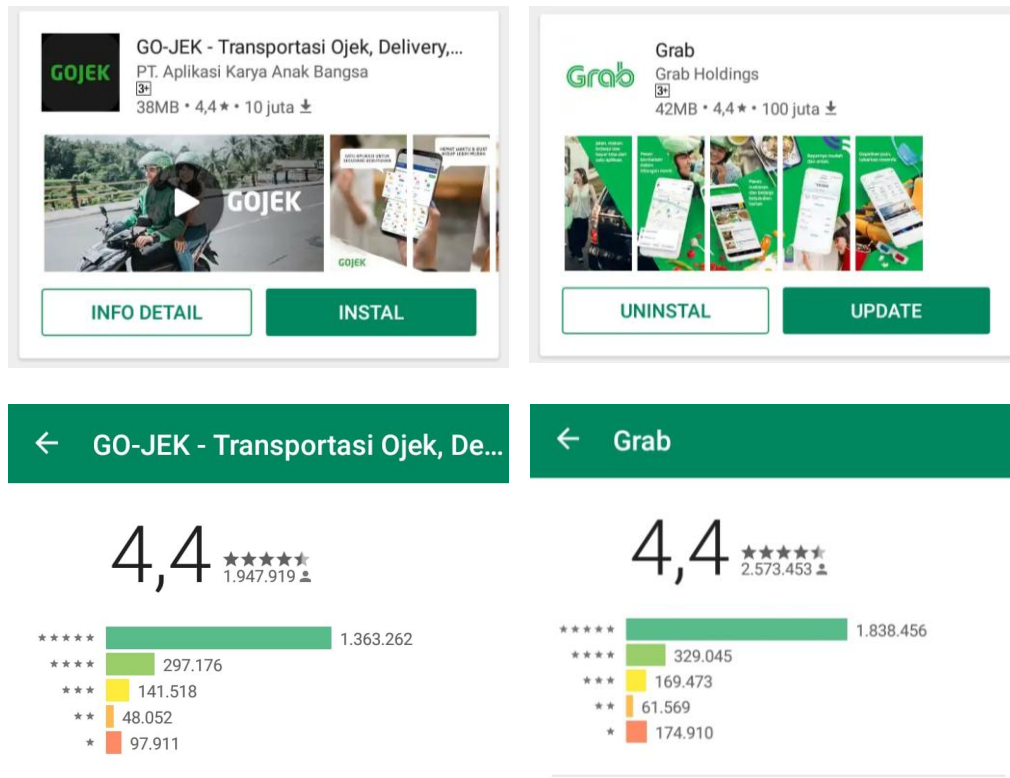 GOJEK
GO-JEK - Transportasi Ojek, Delivery,...
PT. Aplikasi Karya Anak Bangsa
3+
38MB • 4,4 ★ • 10 juta
GOJEK
GOJEK
INFO DETAIL
INSTAL
Grab
Grab
Grab Holdings
3+
42MB • 4,4 ★ • 100 juta
UNINSTAL
UPDATE
GO-JEK - Transportasi Ojek, De...
4,4
1.947.919
1.363.262
297.176
141.518
48.052
97.911
Grab
4,4
2.573.453
1.838.456
329.045
169.473
61.569
174.910